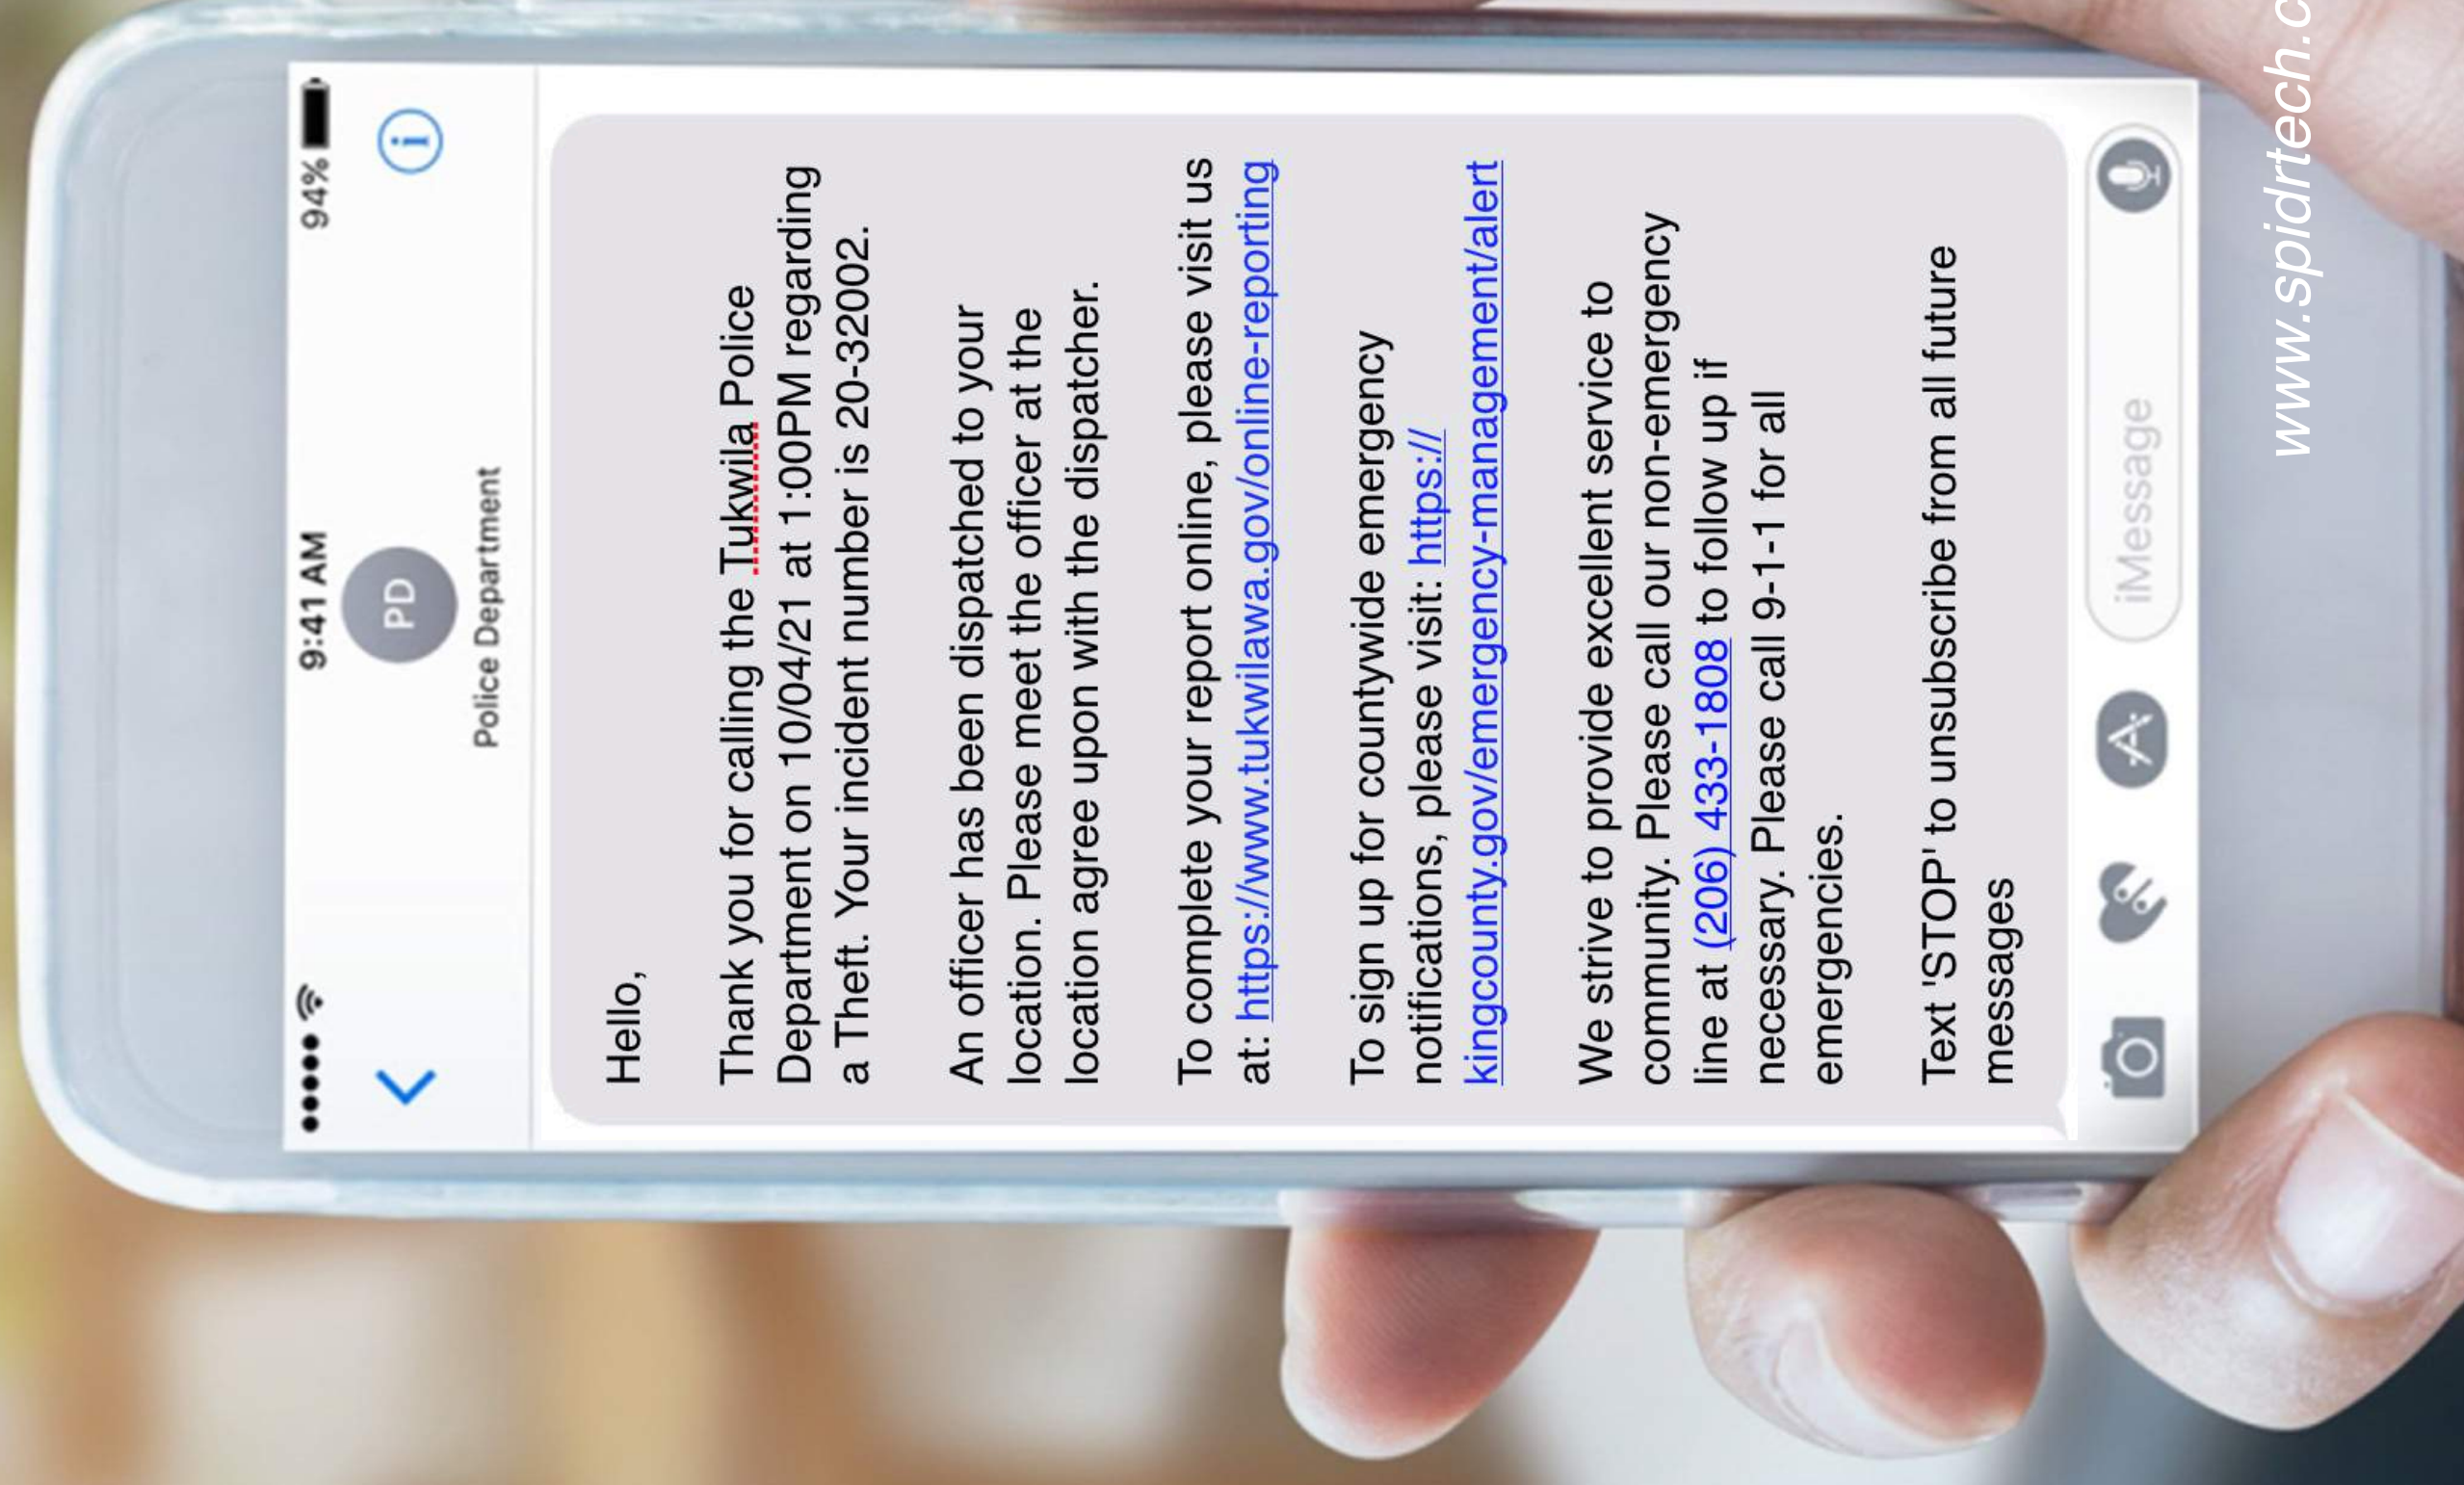 9:41 AM
94%
PD
Police Department
Hello,
Thank you for calling the Tukwila Police
Department on 10/04/21 at 1:00PM regarding
a Theft. Your incident number is 20-32002.
An officer has been dispatched to your
location. Please meet the officer at the
location agree upon with the dispatcher.
To complete your report online, please visit us
at: https://www.tukwilawa.gov/online-reporting
To sign up for countywide emergency
notifications, please visit: https://
kingcounty.gov/emergency-management/alert
We strive to provide excellent service to
community. Please call our non-emergency
line at (206) 433-1808 to follow up if
necessary. Please call 9-1-1 for all
emergencies.
Text 'STOP' to unsubscribe from all future
messages
iMessage
www.spidrtech.c